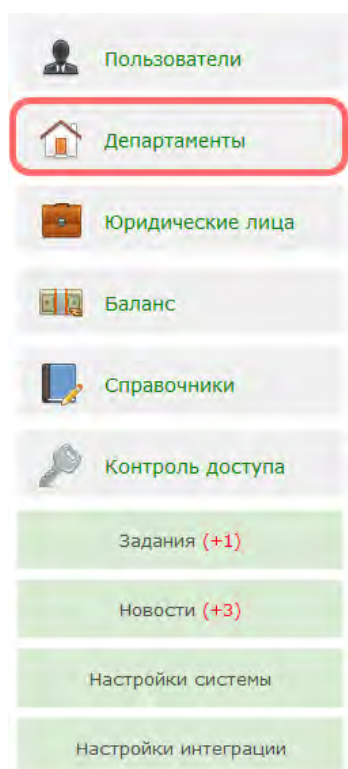 Пользователи
Департаменты
Юридические лица
Баланс
Справочники
Контроль доступа
Задания (+1)
Новости (+3)
Настройки системы
Настройки интеграции